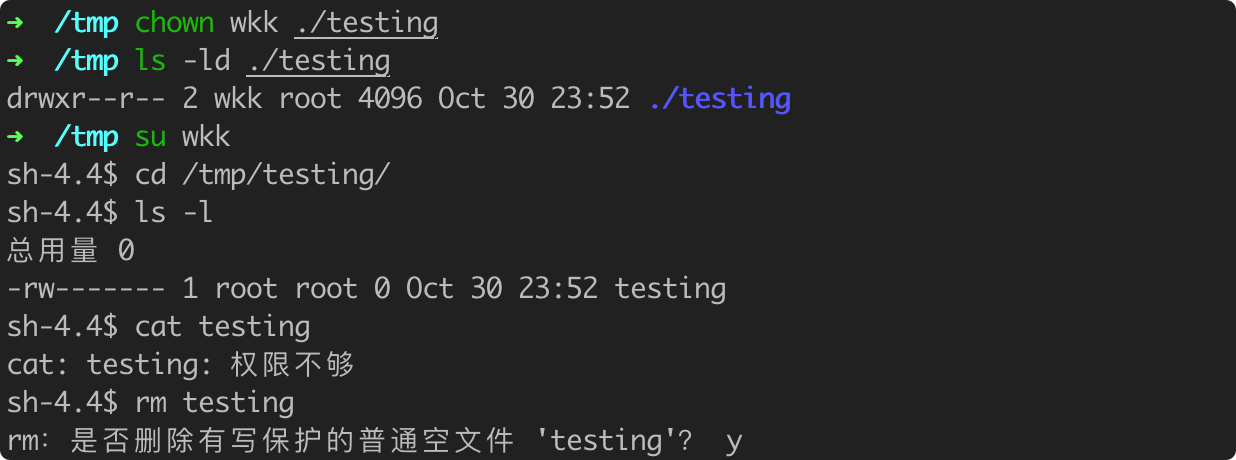 ➜  /tmp chown wkk ./testing
➜  /tmp ls -ld ./testing
drwxr--r-- 2 wkk root 4096 Oct 30 23:52 ./testing
➜  /tmp su wkk
sh-4.4$ cd /tmp/testing/
sh-4.4$ ls -l
总用量 0
-rw------- 1 root root 0 Oct 30 23:52 testing
sh-4.4$ cat testing
cat: testing: 权限不够
sh-4.4$ rm testing
rm：是否删除有写保护的普通空文件 'testing'？ y